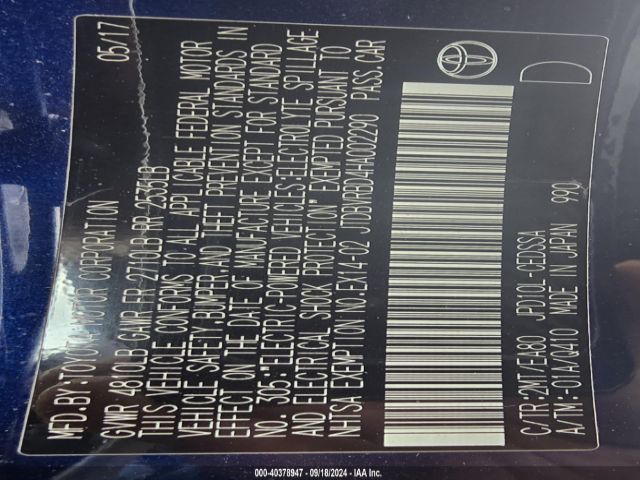 MFD.BY:TOYOTA MOTOR CORPORATION 05/17
GVWR 4810LB GAWR FR 2710LB RR 2335LB
THIS VEHICLE CONFORMS TO ALL APPLICABLE FEDERAL MOTOR
VEHICLE SAFETY,BUMPER,AND THEFT PREVENTION STANDARDS IN
EFFECT ON THE DATE OF MANUFACTURE EXCEPT FOR STANDARD
NO. 305:"ELECTRIC-POWERED VEHICLES:ELECTROLYTE SPILLAGE
AND ELECTRICAL SHOCK PROTECTION" EXEMPTED PURSUANT TO
NHTSA EXEMPTION NO.EX14-02 JTDBVRBD4HA002290 PASS.CAR
C/TR:2MT/EA80 JPD10L-CEDSSA
A/TM:01A/Q410 MADE IN JAPAN 990
D
000-40378947 - 09/18/2024 - IAA Inc.